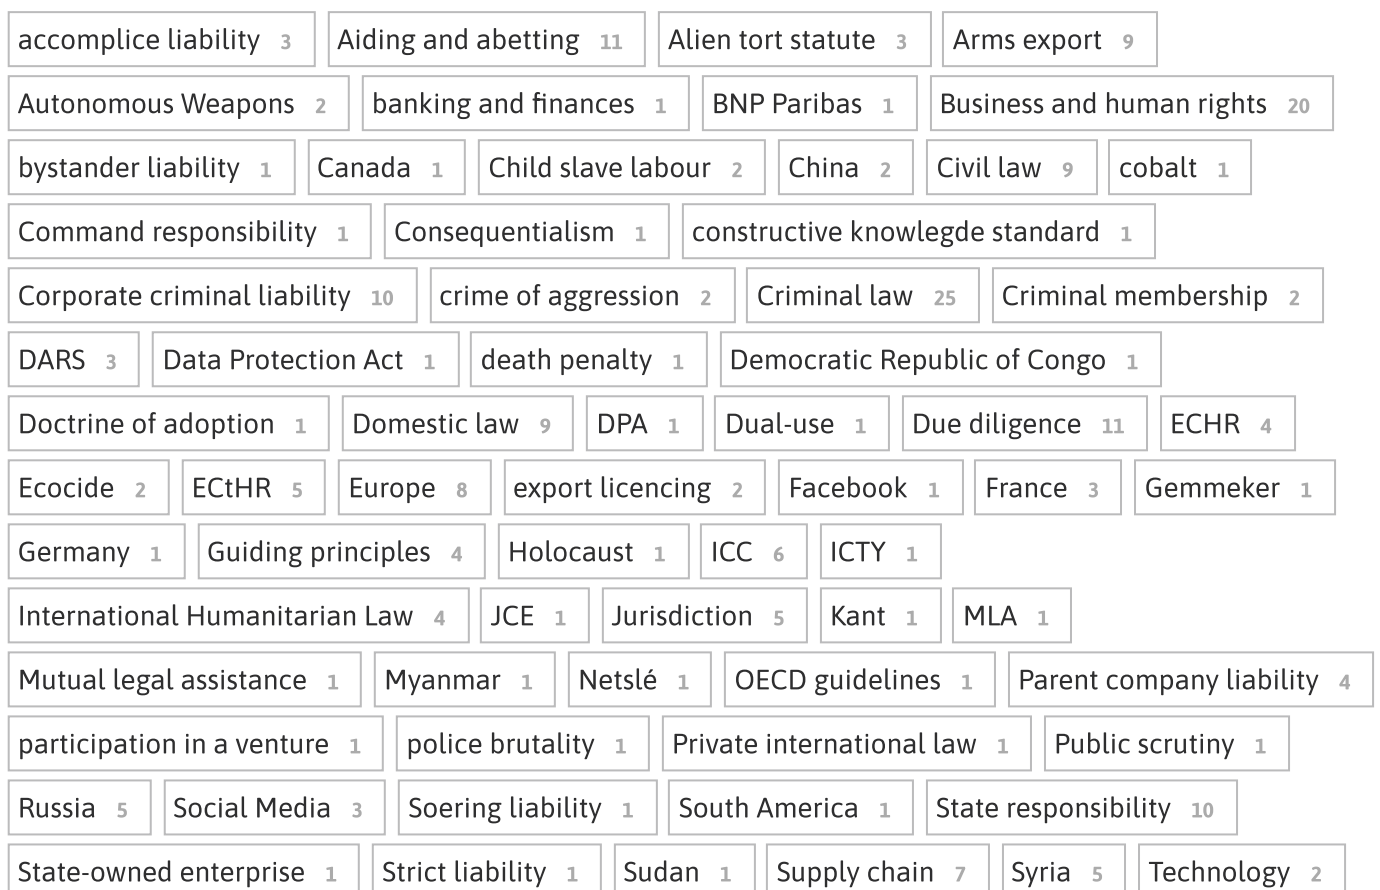 accomplice liability 3 Aiding and abetting 11 Alien tort statute 3 Arms export 9
Autonomous Weapons 2 banking and finances 1 BNP Paribas 1 Business and human rights 20
bystander liability 1 Canada 1 Child slave labour 2 China 2 Civil law 9 cobalt 1
Command responsibility 1 Consequentialism 1 constructive knowlegde standard 1
Corporate criminal liability 10 crime of aggression 2 Criminal law 25 Criminal membership 2
DARS 3 Data Protection Act 1 death penalty 1 Democratic Republic of Congo 1
Doctrine of adoption 1 Domestic law 9 DPA 1 Dual-use 1 Due diligence 11 ECHR 4
Ecocide 2 ECtHR 5 Europe 8 export licencing 2 Facebook 1 France 3 Gemmeker 1
Germany 1 Guiding principles 4 Holocaust 1 ICC 6 ICTY 1
International Humanitarian Law 4 JCE 1 Jurisdiction 5 Kant 1 MLA 1
Mutual legal assistance 1 Myanmar 1 Netslé 1 OECD guidelines 1 Parent company liability 4
participation in a venture 1 police brutality 1 Private international law 1 Public scrutiny 1
Russia 5 Social Media 3 Soering liability 1 South America 1 State responsibility 10
State-owned enterprise 1 Strict liability 1 Sudan 1 Supply chain 7 Syria 5 Technology 2